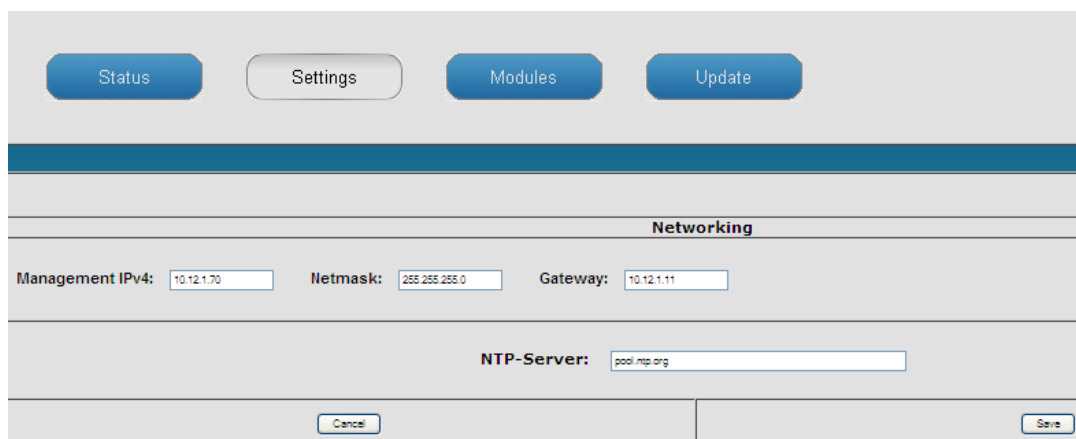 Status Settings Modules Update
Networking
Management IPv4: 10.12.1.70 Netmask: 255.255.255.0 Gateway: 10.12.1.11
NTP-Server: pool.ntp.org
Cancel Save